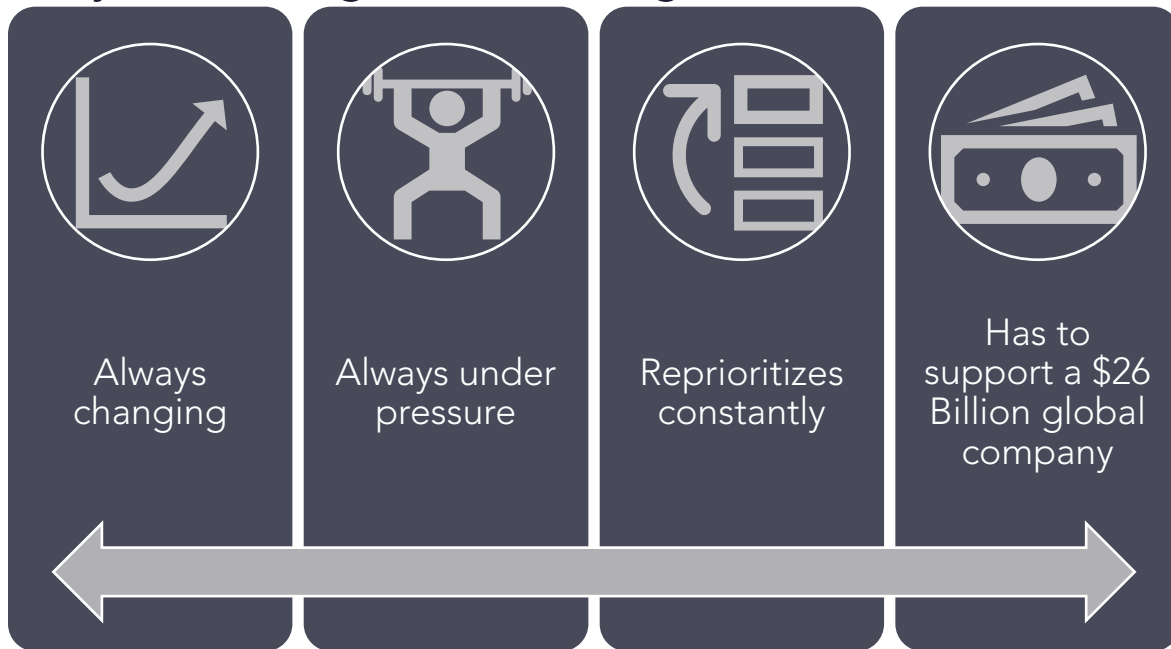 Always
changing
Always under
pressure
Reprioritizes
constantly
Has to
support a $26
Billion global
company